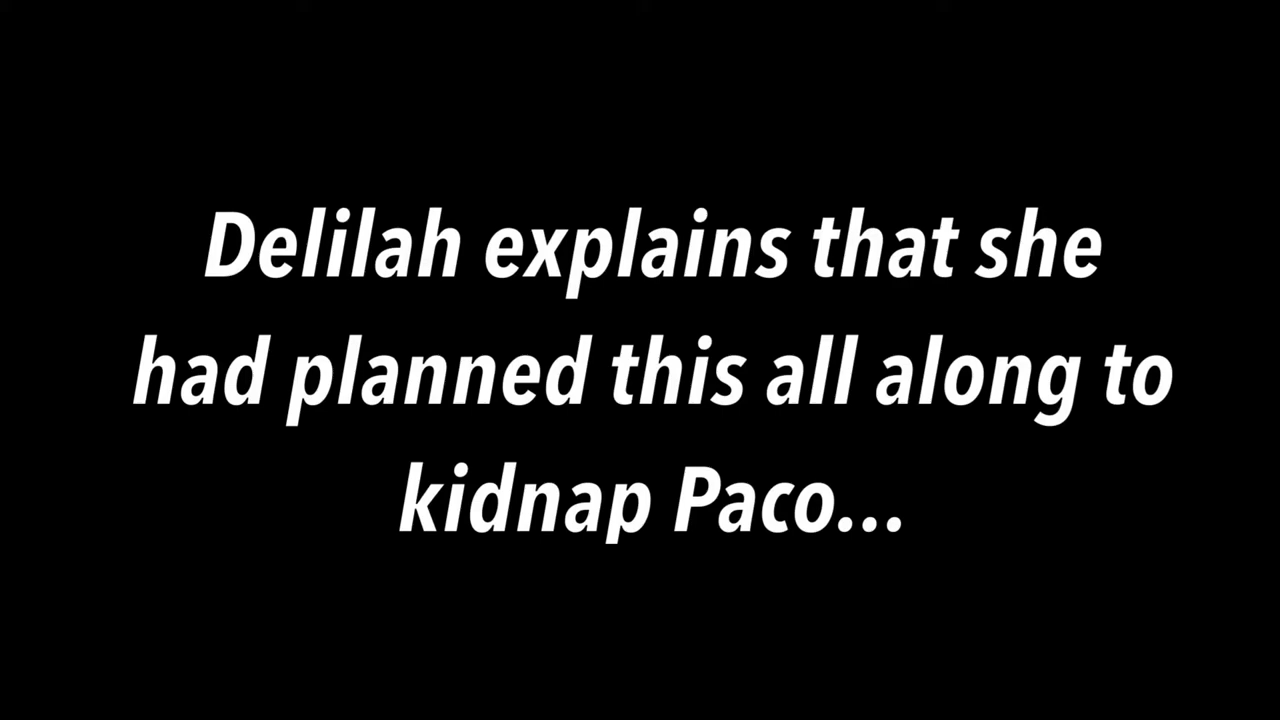 Delilah explains that she
had planned this all along to
kidnap Paco...